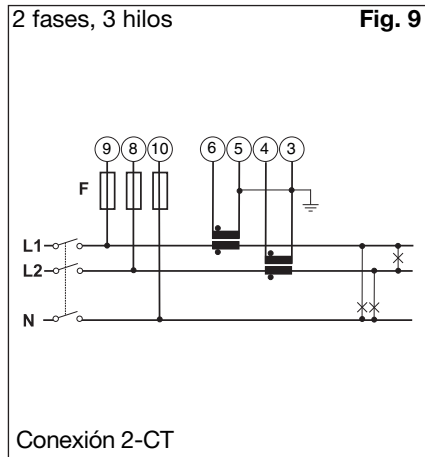 2 fases, 3 hilos
Fig. 9
9 8 10 6 5 4 3
F
L1
L2
N
Conexión 2-CT